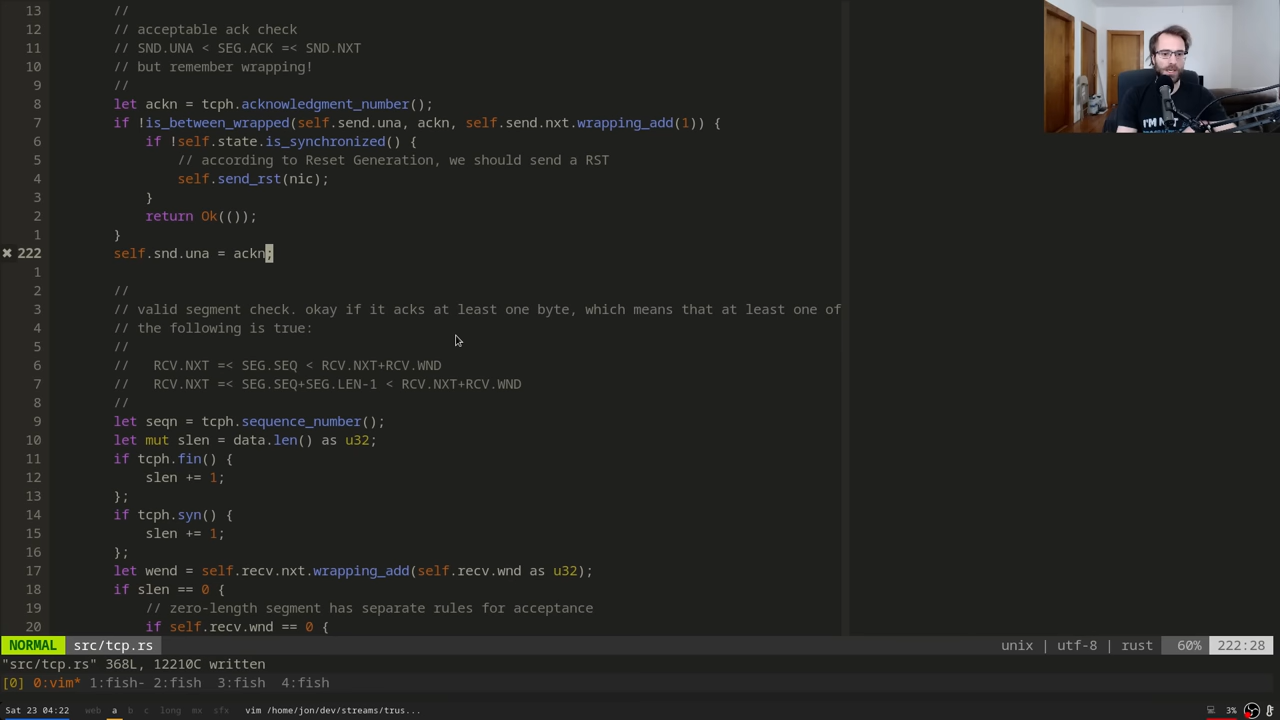 13 //
12 // acceptable ack check
11 // SND.UNA < SEG.ACK =< SND.NXT
10 // but remember wrapping!
9 //
8 let ackn = tcph.acknowledgment_number();
7 if !is_between_wrapped(self.send.una, ackn, self.send.nxt.wrapping_add(1)) {
6 if !self.state.is_synchronized() {
5 // according to Reset Generation, we should send a RST
4 self.send_rst(nic);
3 }
2 return Ok(());
1 }
✖ 222 self.snd.una = ackn;
1
2 //
3 // valid segment check. okay if it acks at least one byte, which means that at least one of
4 // the following is true:
5 //
6 // RCV.NXT =< SEG.SEQ < RCV.NXT+RCV.WND
7 // RCV.NXT =< SEG.SEQ+SEG.LEN-1 < RCV.NXT+RCV.WND
8 //
9 let seqn = tcph.sequence_number();
10 let mut slen = data.len() as u32;
11 if tcph.fin() {
12 slen += 1;
13 };
14 if tcph.syn() {
15 slen += 1;
16 };
17 let wend = self.recv.nxt.wrapping_add(self.recv.wnd as u32);
18 if slen == 0 {
19 // zero-length segment has separate rules for acceptance
20 if self.recv.wnd == 0 {
NORMAL src/tcp.rs unix | utf-8 | rust 60% 222:28
"src/tcp.rs" 368L, 12210C written
[0] 0:vim* 1:fish- 2:fish 3:fish 4:fish
Sat 23 04:22 web a b c long mx sfx vim /home/jon/dev/streams/trus... 3%
I'M NOT